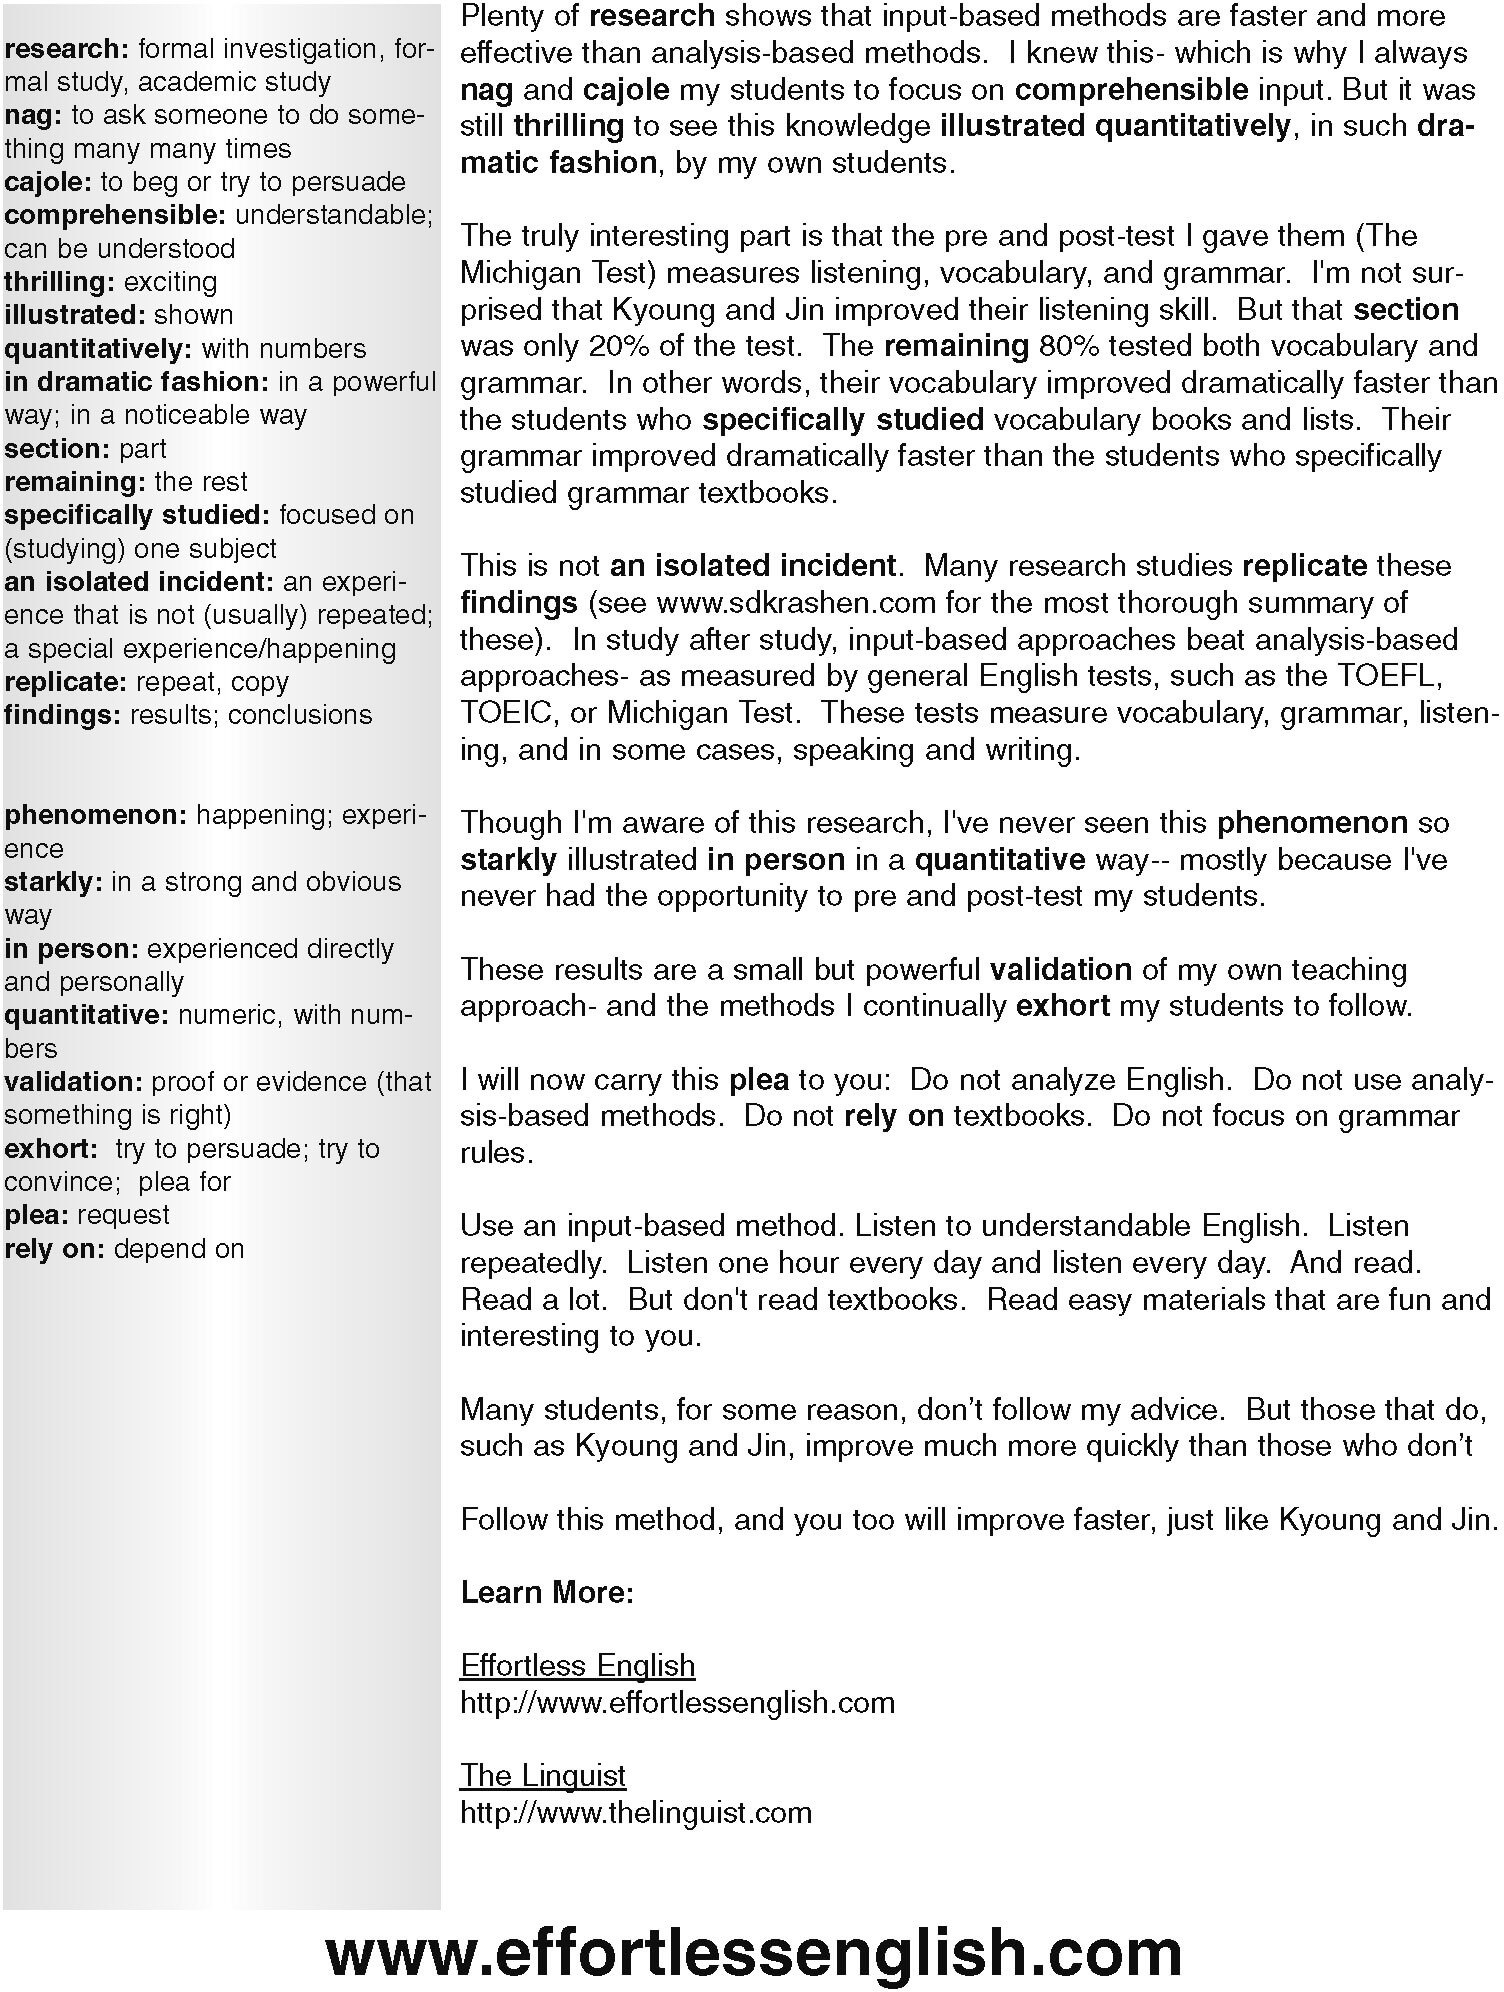 research: formal investigation, for-
mal study, academic study
nag: to ask someone to do some-
thing many many times
cajole: to beg or try to persuade
comprehensible: understandable;
can be understood
thrilling: exciting
illustrated: shown
quantitatively: with numbers
in dramatic fashion: in a powerful
way; in a noticeable way
section: part
remaining: the rest
specifically studied: focused on
(studying) one subject
an isolated incident: an experi-
ence that is not (usually) repeated;
a special experience/happening
replicate: repeat, copy
findings: results; conclusions
phenomenon: happening; experi-
ence
starkly: in a strong and obvious
way
in person: experienced directly
and personally
quantitative: numeric, with num-
bers
validation: proof or evidence (that
something is right)
exhort:  try to persuade; try to
convince;  plea for
plea: request
rely on: depend on
Plenty of research shows that input-based methods are faster and more
effective than analysis-based methods.  I knew this- which is why I always
nag and cajole my students to focus on comprehensible input. But it was
still thrilling to see this knowledge illustrated quantitatively, in such dra-
matic fashion, by my own students.
The truly interesting part is that the pre and post-test I gave them (The
Michigan Test) measures listening, vocabulary, and grammar.  I'm not sur-
prised that Kyoung and Jin improved their listening skill.  But that section
was only 20% of the test.  The remaining 80% tested both vocabulary and
grammar.  In other words, their vocabulary improved dramatically faster than
the students who specifically studied vocabulary books and lists.  Their
grammar improved dramatically faster than the students who specifically
studied grammar textbooks.
This is not an isolated incident.  Many research studies replicate these
findings (see www.sdkrashen.com for the most thorough summary of
these).  In study after study, input-based approaches beat analysis-based
approaches- as measured by general English tests, such as the TOEFL,
TOEIC, or Michigan Test.  These tests measure vocabulary, grammar, listen-
ing, and in some cases, speaking and writing.
Though I'm aware of this research, I've never seen this phenomenon so
starkly illustrated in person in a quantitative way-- mostly because I've
never had the opportunity to pre and post-test my students.
These results are a small but powerful validation of my own teaching
approach- and the methods I continually exhort my students to follow.
I will now carry this plea to you:  Do not analyze English.  Do not use analy-
sis-based methods.  Do not rely on textbooks.  Do not focus on grammar
rules.
Use an input-based method. Listen to understandable English.  Listen
repeatedly.  Listen one hour every day and listen every day.  And read.
Read a lot.  But don't read textbooks.  Read easy materials that are fun and
interesting to you.
Many students, for some reason, don’t follow my advice.  But those that do,
such as Kyoung and Jin, improve much more quickly than those who don’t
Follow this method, and you too will improve faster, just like Kyoung and Jin.
Learn More:
Effortless English
http://www.effortlessenglish.com
The Linguist
http://www.thelinguist.com
www.effortlessenglish.com